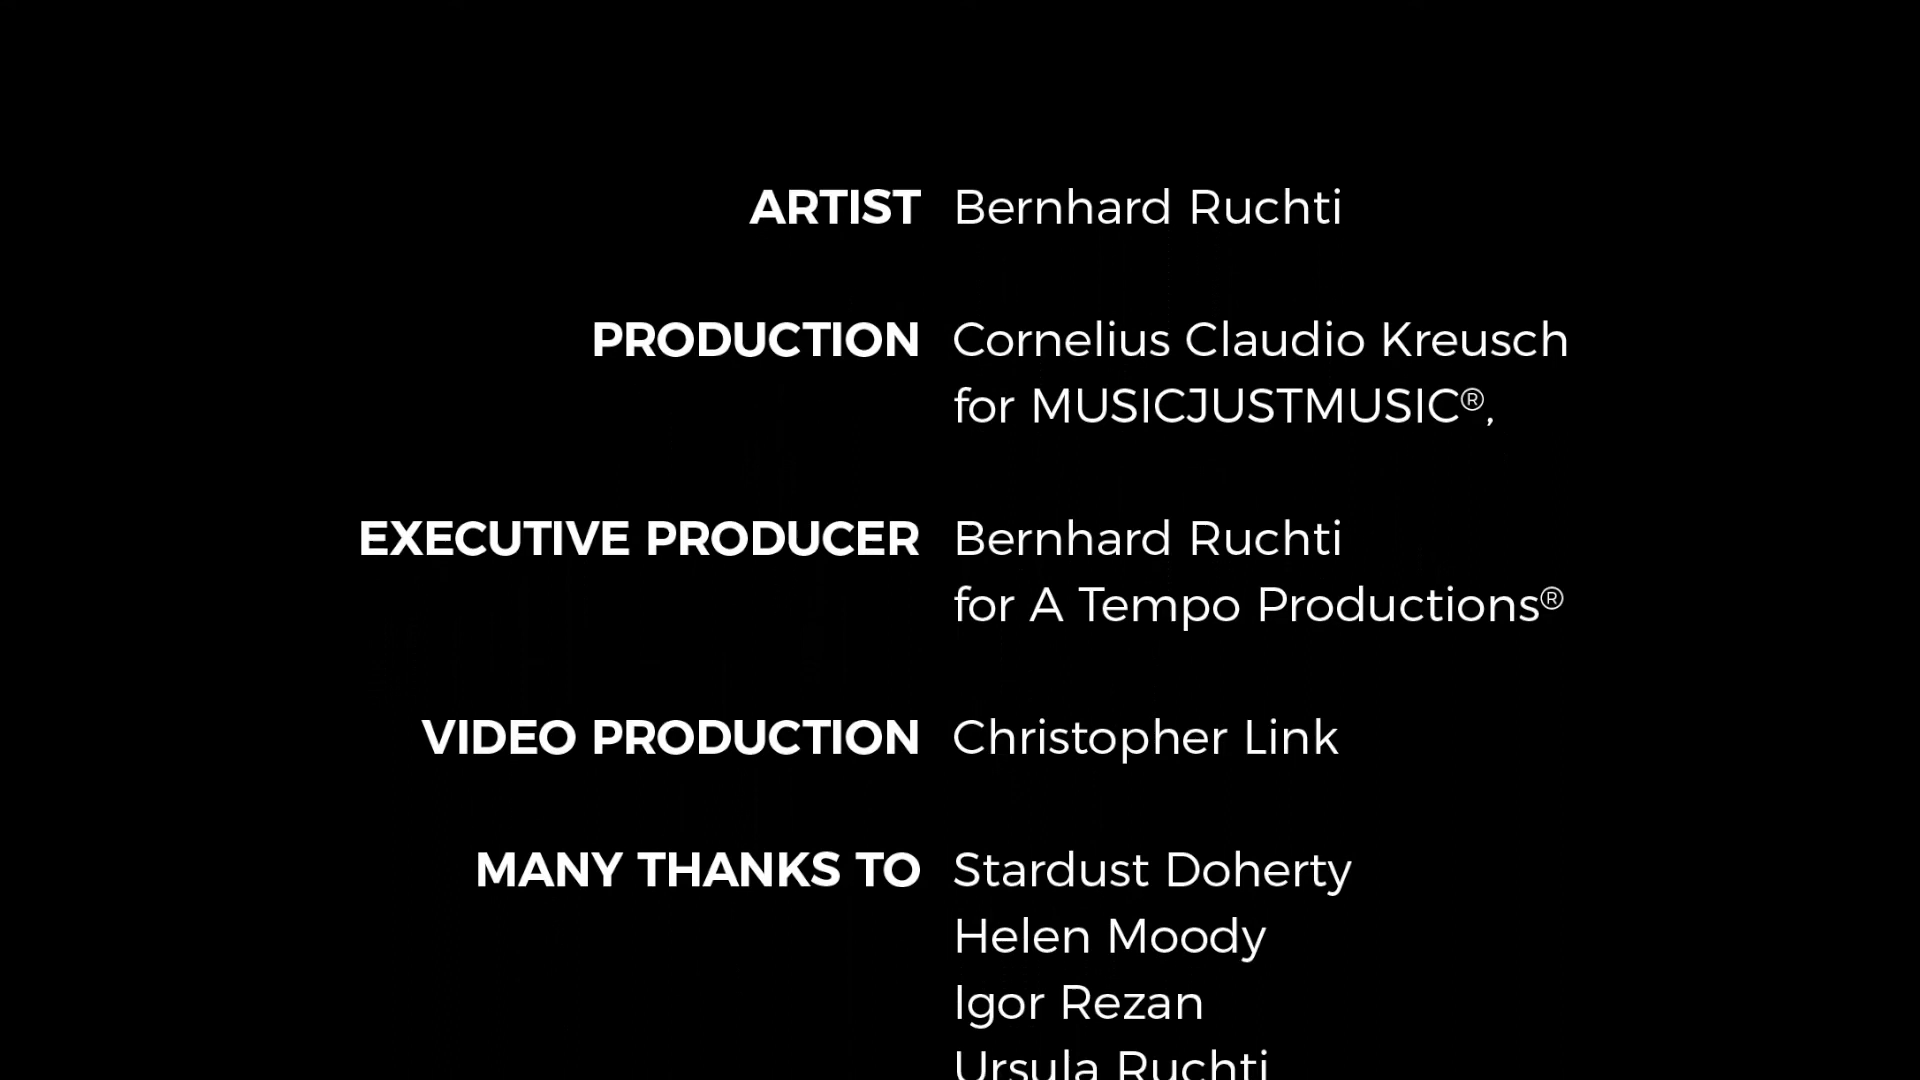 ARTIST Bernhard Ruchti
PRODUCTION Cornelius Claudio Kreusch
for MUSICJUSTMUSIC®,
EXECUTIVE PRODUCER Bernhard Ruchti
for A Tempo Productions®
VIDEO PRODUCTION Christopher Link
MANY THANKS TO Stardust Doherty
Helen Moody
Igor Rezan
Ursula Ruchti